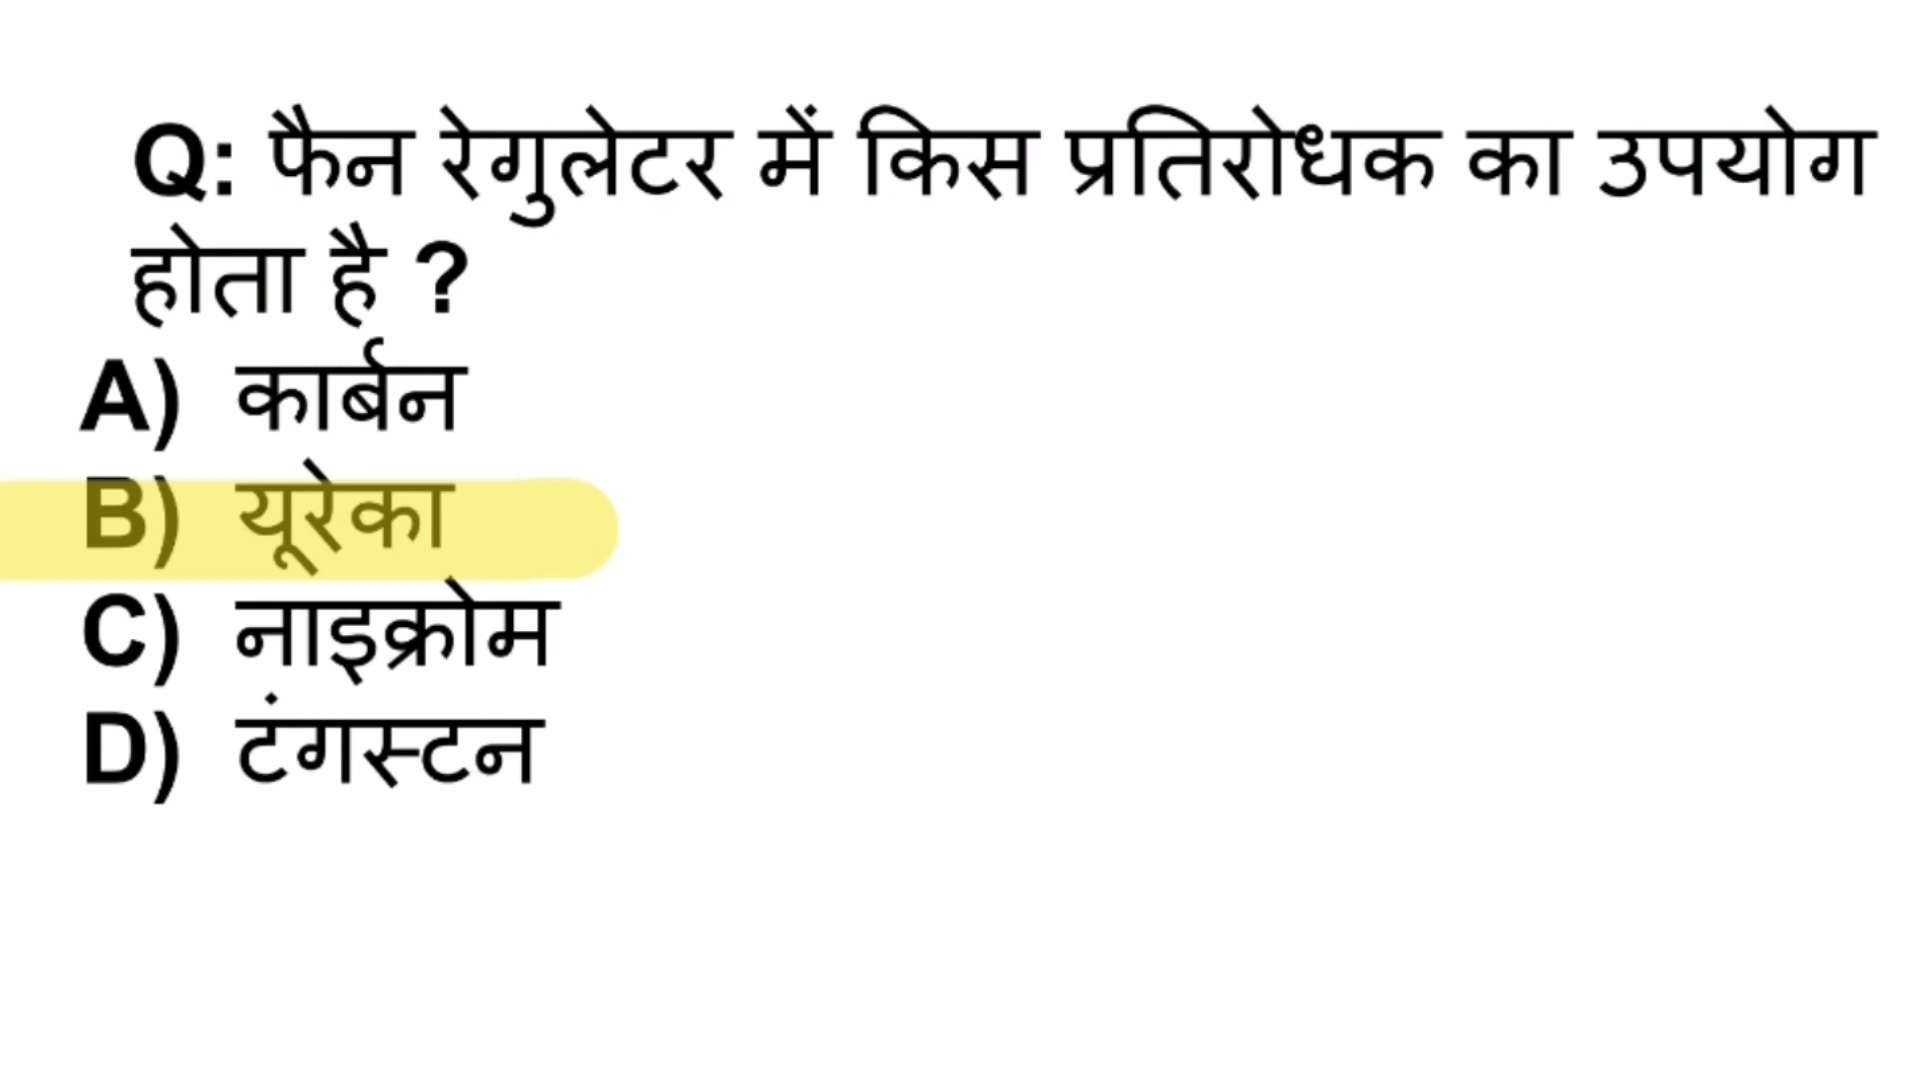 Q: फैन रेगुलेटर में किस प्रतिरोधक का उपयोग
होता है ?
A) कार्बन
B) यूरेका
C) नाइक्रोम
D) टंगस्टन